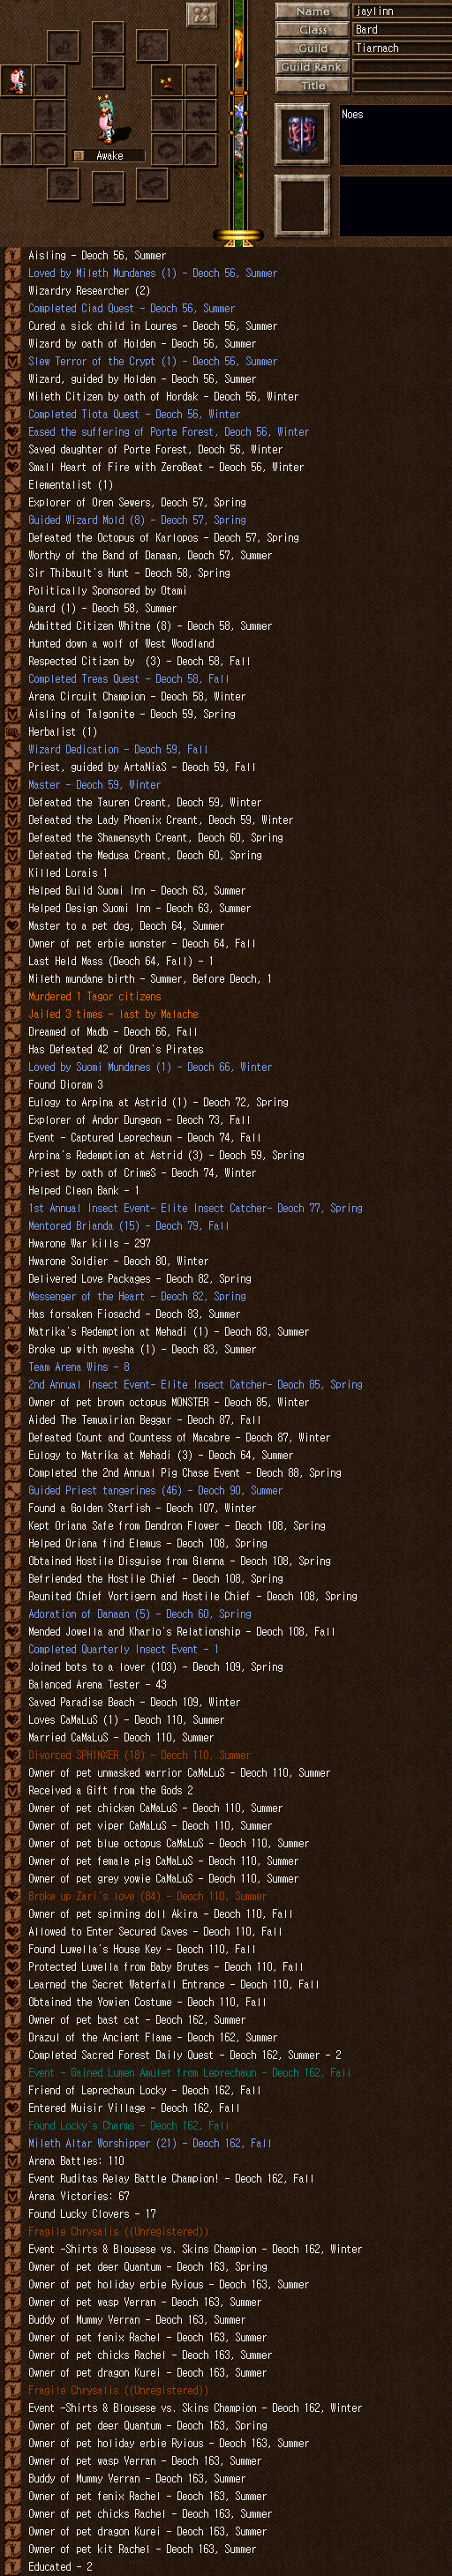 Name jaylinn
Class Bard
Guild Tiarnach
Guild Rank
Title
Noes
Awake
Aisling - Deoch 56, Summer
Loved by Mileth Mundanes (1) - Deoch 56, Summer
Wizardry Researcher (2)
Completed Ciad Quest - Deoch 56, Summer
Cured a sick child in Loures - Deoch 56, Summer
Wizard by oath of Holden - Deoch 56, Summer
Slew Terror of the Crypt (1) - Deoch 56, Summer
Wizard, guided by Holden - Deoch 56, Summer
Mileth Citizen by oath of Hordak - Deoch 56, Winter
Completed Tiota Quest - Deoch 56, Winter
Eased the suffering of Porte Forest, Deoch 56, Winter
Saved daughter of Porte Forest, Deoch 56, Winter
Small Heart of Fire with ZeroBeat - Deoch 56, Winter
Elementalist (1)
Explorer of Oren Sewers, Deoch 57, Spring
Guided Wizard Mold (8) - Deoch 57, Spring
Defeated the Octopus of Karlopos - Deoch 57, Spring
Worthy of the Band of Danaan, Deoch 57, Summer
Sir Thibault's Hunt - Deoch 58, Spring
Politically Sponsored by Otami
Guard (1) - Deoch 58, Summer
Admitted Citizen Whitne (8) - Deoch 58, Summer
Hunted down a wolf of West Woodland
Respected Citizen by  (3) - Deoch 58, Fall
Completed Treas Quest - Deoch 58, Fall
Arena Circuit Champion - Deoch 58, Winter
Aisling of Talgonite - Deoch 59, Spring
Herbalist (1)
Wizard Dedication - Deoch 59, Fall
Priest, guided by ArtaNiaS - Deoch 59, Fall
Master - Deoch 59, Winter
Defeated the Tauren Creant, Deoch 59, Winter
Defeated the Lady Phoenix Creant, Deoch 59, Winter
Defeated the Shamensyth Creant, Deoch 60, Spring
Defeated the Medusa Creant, Deoch 60, Spring
Killed Lorais 1
Helped Build Suomi Inn - Deoch 63, Summer
Helped Design Suomi Inn - Deoch 63, Summer
Master to a pet dog, Deoch 64, Summer
Owner of pet erbie monster - Deoch 64, Fall
Last Held Mass (Deoch 64, Fall) - 1
Mileth mundane birth - Summer, Before Deoch, 1
Murdered 1 Tagor citizens
Jailed 3 times - last by Malache
Dreamed of Madb - Deoch 66, Fall
Has Defeated 42 of Oren's Pirates
Loved by Suomi Mundanes (1) - Deoch 66, Winter
Found Dioram 3
Eulogy to Arpina at Astrid (1) - Deoch 72, Spring
Explorer of Andor Dungeon - Deoch 73, Fall
Event - Captured Leprechaun - Deoch 74, Fall
Arpina's Redemption at Astrid (3) - Deoch 59, Spring
Priest by oath of CrimeS - Deoch 74, Winter
Helped Clean Bank - 1
1st Annual Insect Event- Elite Insect Catcher- Deoch 77, Spring
Mentored Brianda (15) - Deoch 79, Fall
Hwarone War kills - 297
Hwarone Soldier - Deoch 80, Winter
Delivered Love Packages - Deoch 82, Spring
Messenger of the Heart - Deoch 82, Spring
Has forsaken Fiosachd - Deoch 83, Summer
Matrika's Redemption at Mehadi (1) - Deoch 83, Summer
Broke up with myesha (1) - Deoch 83, Summer
Team Arena Wins - 8
2nd Annual Insect Event- Elite Insect Catcher- Deoch 85, Spring
Owner of pet brown octopus MONSTER - Deoch 85, Winter
Aided The Temuairian Beggar - Deoch 87, Fall
Defeated Count and Countess of Macabre - Deoch 87, Winter
Eulogy to Matrika at Mehadi (3) - Deoch 64, Summer
Completed the 2nd Annual Pig Chase Event - Deoch 88, Spring
Guided Priest tangerines (46) - Deoch 90, Summer
Found a Golden Starfish - Deoch 107, Winter
Kept Oriana Safe from Dendron Flower - Deoch 108, Spring
Helped Oriana find Elemus - Deoch 108, Spring
Obtained Hostile Disguise from Glenna - Deoch 108, Spring
Befriended the Hostile Chief - Deoch 108, Spring
Reunited Chief Vortigern and Hostile Chief - Deoch 108, Spring
Adoration of Danaan (5) - Deoch 60, Spring
Mended Jowella and Kharlo's Relationship - Deoch 108, Fall
Completed Quarterly Insect Event - 1
Joined bots to a lover (103) - Deoch 109, Spring
Balanced Arena Tester - 43
Saved Paradise Beach - Deoch 109, Winter
Loves CaMaLuS (1) - Deoch 110, Summer
Married CaMaLuS - Deoch 110, Summer
Divorced SPHINXER (18) - Deoch 110, Summer
Owner of pet unmasked warrior CaMaLuS - Deoch 110, Summer
Received a Gift from the Gods 2
Owner of pet chicken CaMaLuS - Deoch 110, Summer
Owner of pet viper CaMaLuS - Deoch 110, Summer
Owner of pet blue octopus CaMaLuS - Deoch 110, Summer
Owner of pet female pig CaMaLuS - Deoch 110, Summer
Owner of pet grey yowie CaMaLuS - Deoch 110, Summer
Broke up Zari's love (84) - Deoch 110, Summer
Owner of pet spinning doll Akira - Deoch 110, Fall
Allowed to Enter Secured Caves - Deoch 110, Fall
Found Luwella's House Key - Deoch 110, Fall
Protected Luwella from Baby Brutes - Deoch 110, Fall
Learned the Secret Waterfall Entrance - Deoch 110, Fall
Obtained the Yowien Costume - Deoch 110, Fall
Owner of pet bast cat - Deoch 162, Summer
Drazul of the Ancient Flame - Deoch 162, Summer
Completed Sacred Forest Daily Quest - Deoch 162, Summer - 2
Event - Gained Lumen Amulet from Leprechaun - Deoch 162, Fall
Friend of Leprechaun Locky - Deoch 162, Fall
Entered Muisir Village - Deoch 162, Fall
Found Locky's Charms - Deoch 162, Fall
Mileth Altar Worshipper (21) - Deoch 162, Fall
Arena Battles: 110
Event Ruditas Relay Battle Champion! - Deoch 162, Fall
Arena Victories: 67
Found Lucky Clovers - 17
Fragile Chrysalis ((Unregistered))
Event -Shirts & Blousese vs. Skins Champion - Deoch 162, Winter
Owner of pet deer Quantum - Deoch 163, Spring
Owner of pet holiday erbie Ryious - Deoch 163, Summer
Owner of pet wasp Verran - Deoch 163, Summer
Buddy of Mummy Verran - Deoch 163, Summer
Owner of pet fenix Rachel - Deoch 163, Summer
Owner of pet chicks Rachel - Deoch 163, Summer
Owner of pet dragon Kurei - Deoch 163, Summer
Fragile Chrysalis ((Unregistered))
Event -Shirts & Blousese vs. Skins Champion - Deoch 162, Winter
Owner of pet deer Quantum - Deoch 163, Spring
Owner of pet holiday erbie Ryious - Deoch 163, Summer
Owner of pet wasp Verran - Deoch 163, Summer
Buddy of Mummy Verran - Deoch 163, Summer
Owner of pet fenix Rachel - Deoch 163, Summer
Owner of pet chicks Rachel - Deoch 163, Summer
Owner of pet dragon Kurei - Deoch 163, Summer
Owner of pet kit Rachel - Deoch 163, Summer
Educated - 2